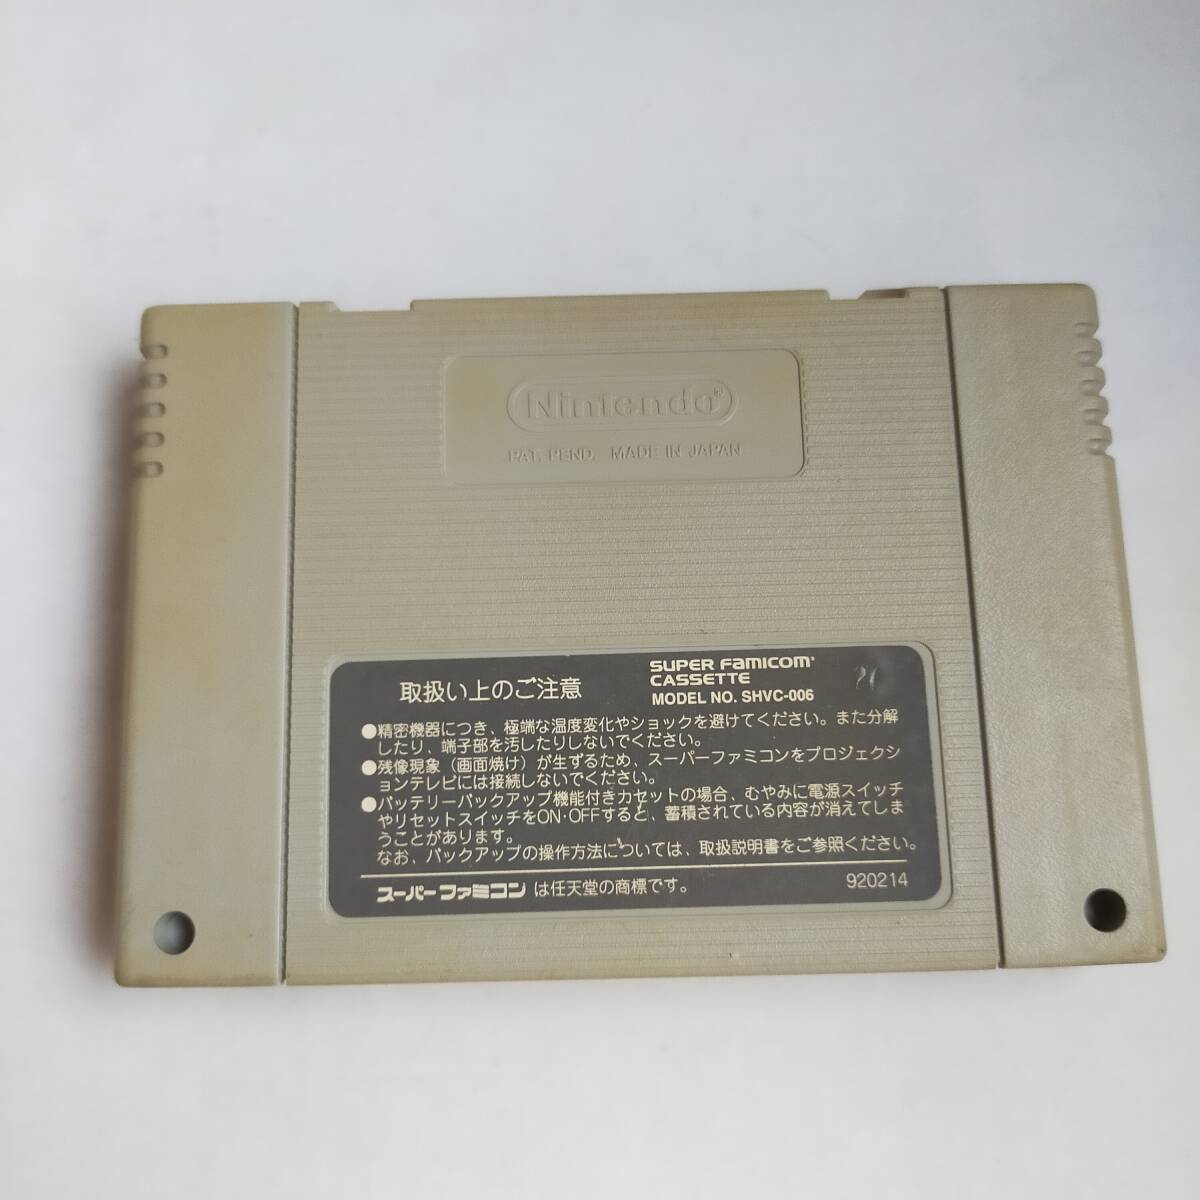 Nintendo®
PAT. PEND. MADE IN JAPAN
取扱い上のご注意
SUPER FAMICOM
CASSETTE
MODEL NO. SHVC-006
●精密機器につき、極端な温度変化やショックを避けてください。また分解
したり、端子部を汚したりしないでください。
●残像現象（画面焼け）が生ずるため、スーパーファミコンをプロジェクシ
ョンテレビには接続しないでください。
●バッテリーバックアップ機能付きカセットの場合、むやみに電源スイッチ
やリセットスイッチをON・OFFすると、蓄積されている内容が消えてしま
うことがあります。
なお、バックアップの操作方法については、取扱説明書をご参照ください。
スーパーファミコン は任天堂の商標です。
920214